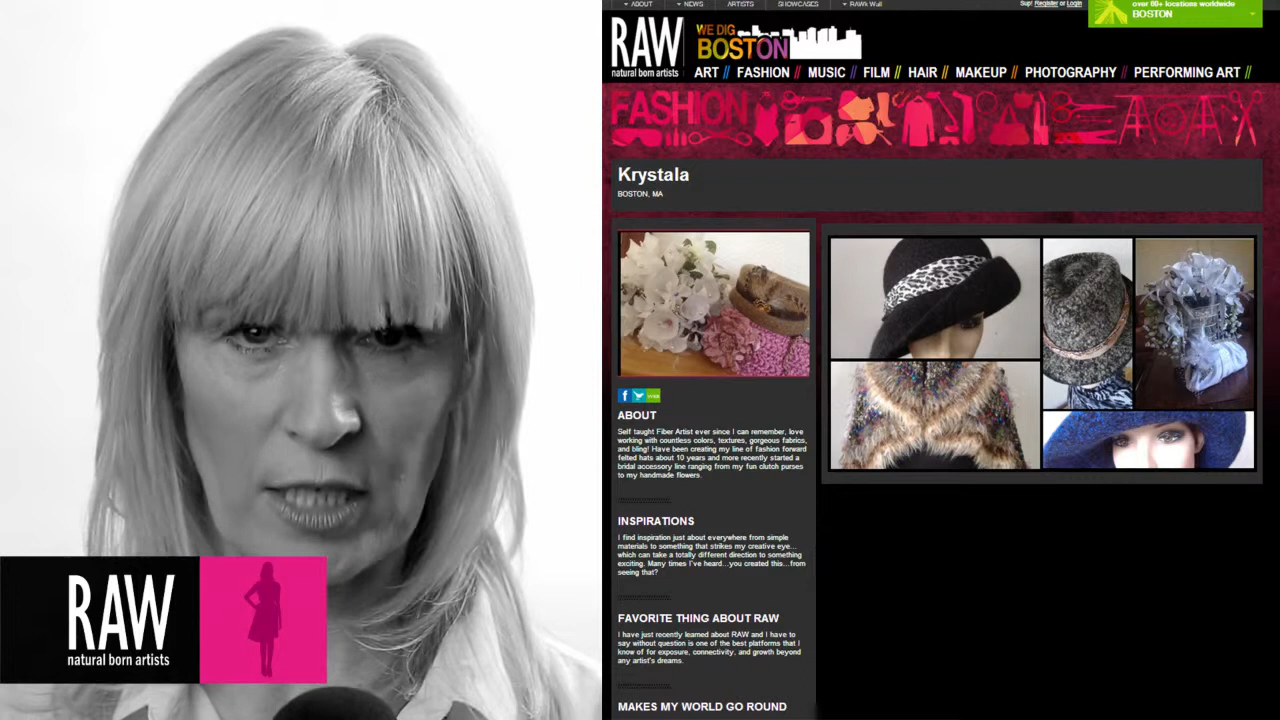 RAW
natural born artists
ABOUT
NEWS
ARTISTS
SHOWCASES
RAWk Wall
Sup! Register or Login
over 60+ locations worldwide
BOSTON
RAW
natural born artists
WE DIG
BOSTON
ART // FASHION // MUSIC // FILM // HAIR // MAKEUP // PHOTOGRAPHY // PERFORMING ART //
FASHION
Krystala
BOSTON, MA
ABOUT
Self taught Fiber Artist ever since I can remember, love
working with countless colors, textures, gorgeous fabrics,
and bling! Have been creating my line of fashion forward
felted hats about 10 years and more recently started a
bridal accessory line ranging from my fun clutch purses
to my handmade flowers.
INSPIRATIONS
I find inspiration just about everywhere from simple
materials to something that strikes my creative eye...
which can take a totally different direction to something
exciting. Many times I've heard...you created this...from
seeing that?
FAVORITE THING ABOUT RAW
I have just recently learned about RAW and I have to
say without question is one of the best platforms that I
know of for exposure, connectivity, and growth beyond
any artist's dreams.
MAKES MY WORLD GO ROUND